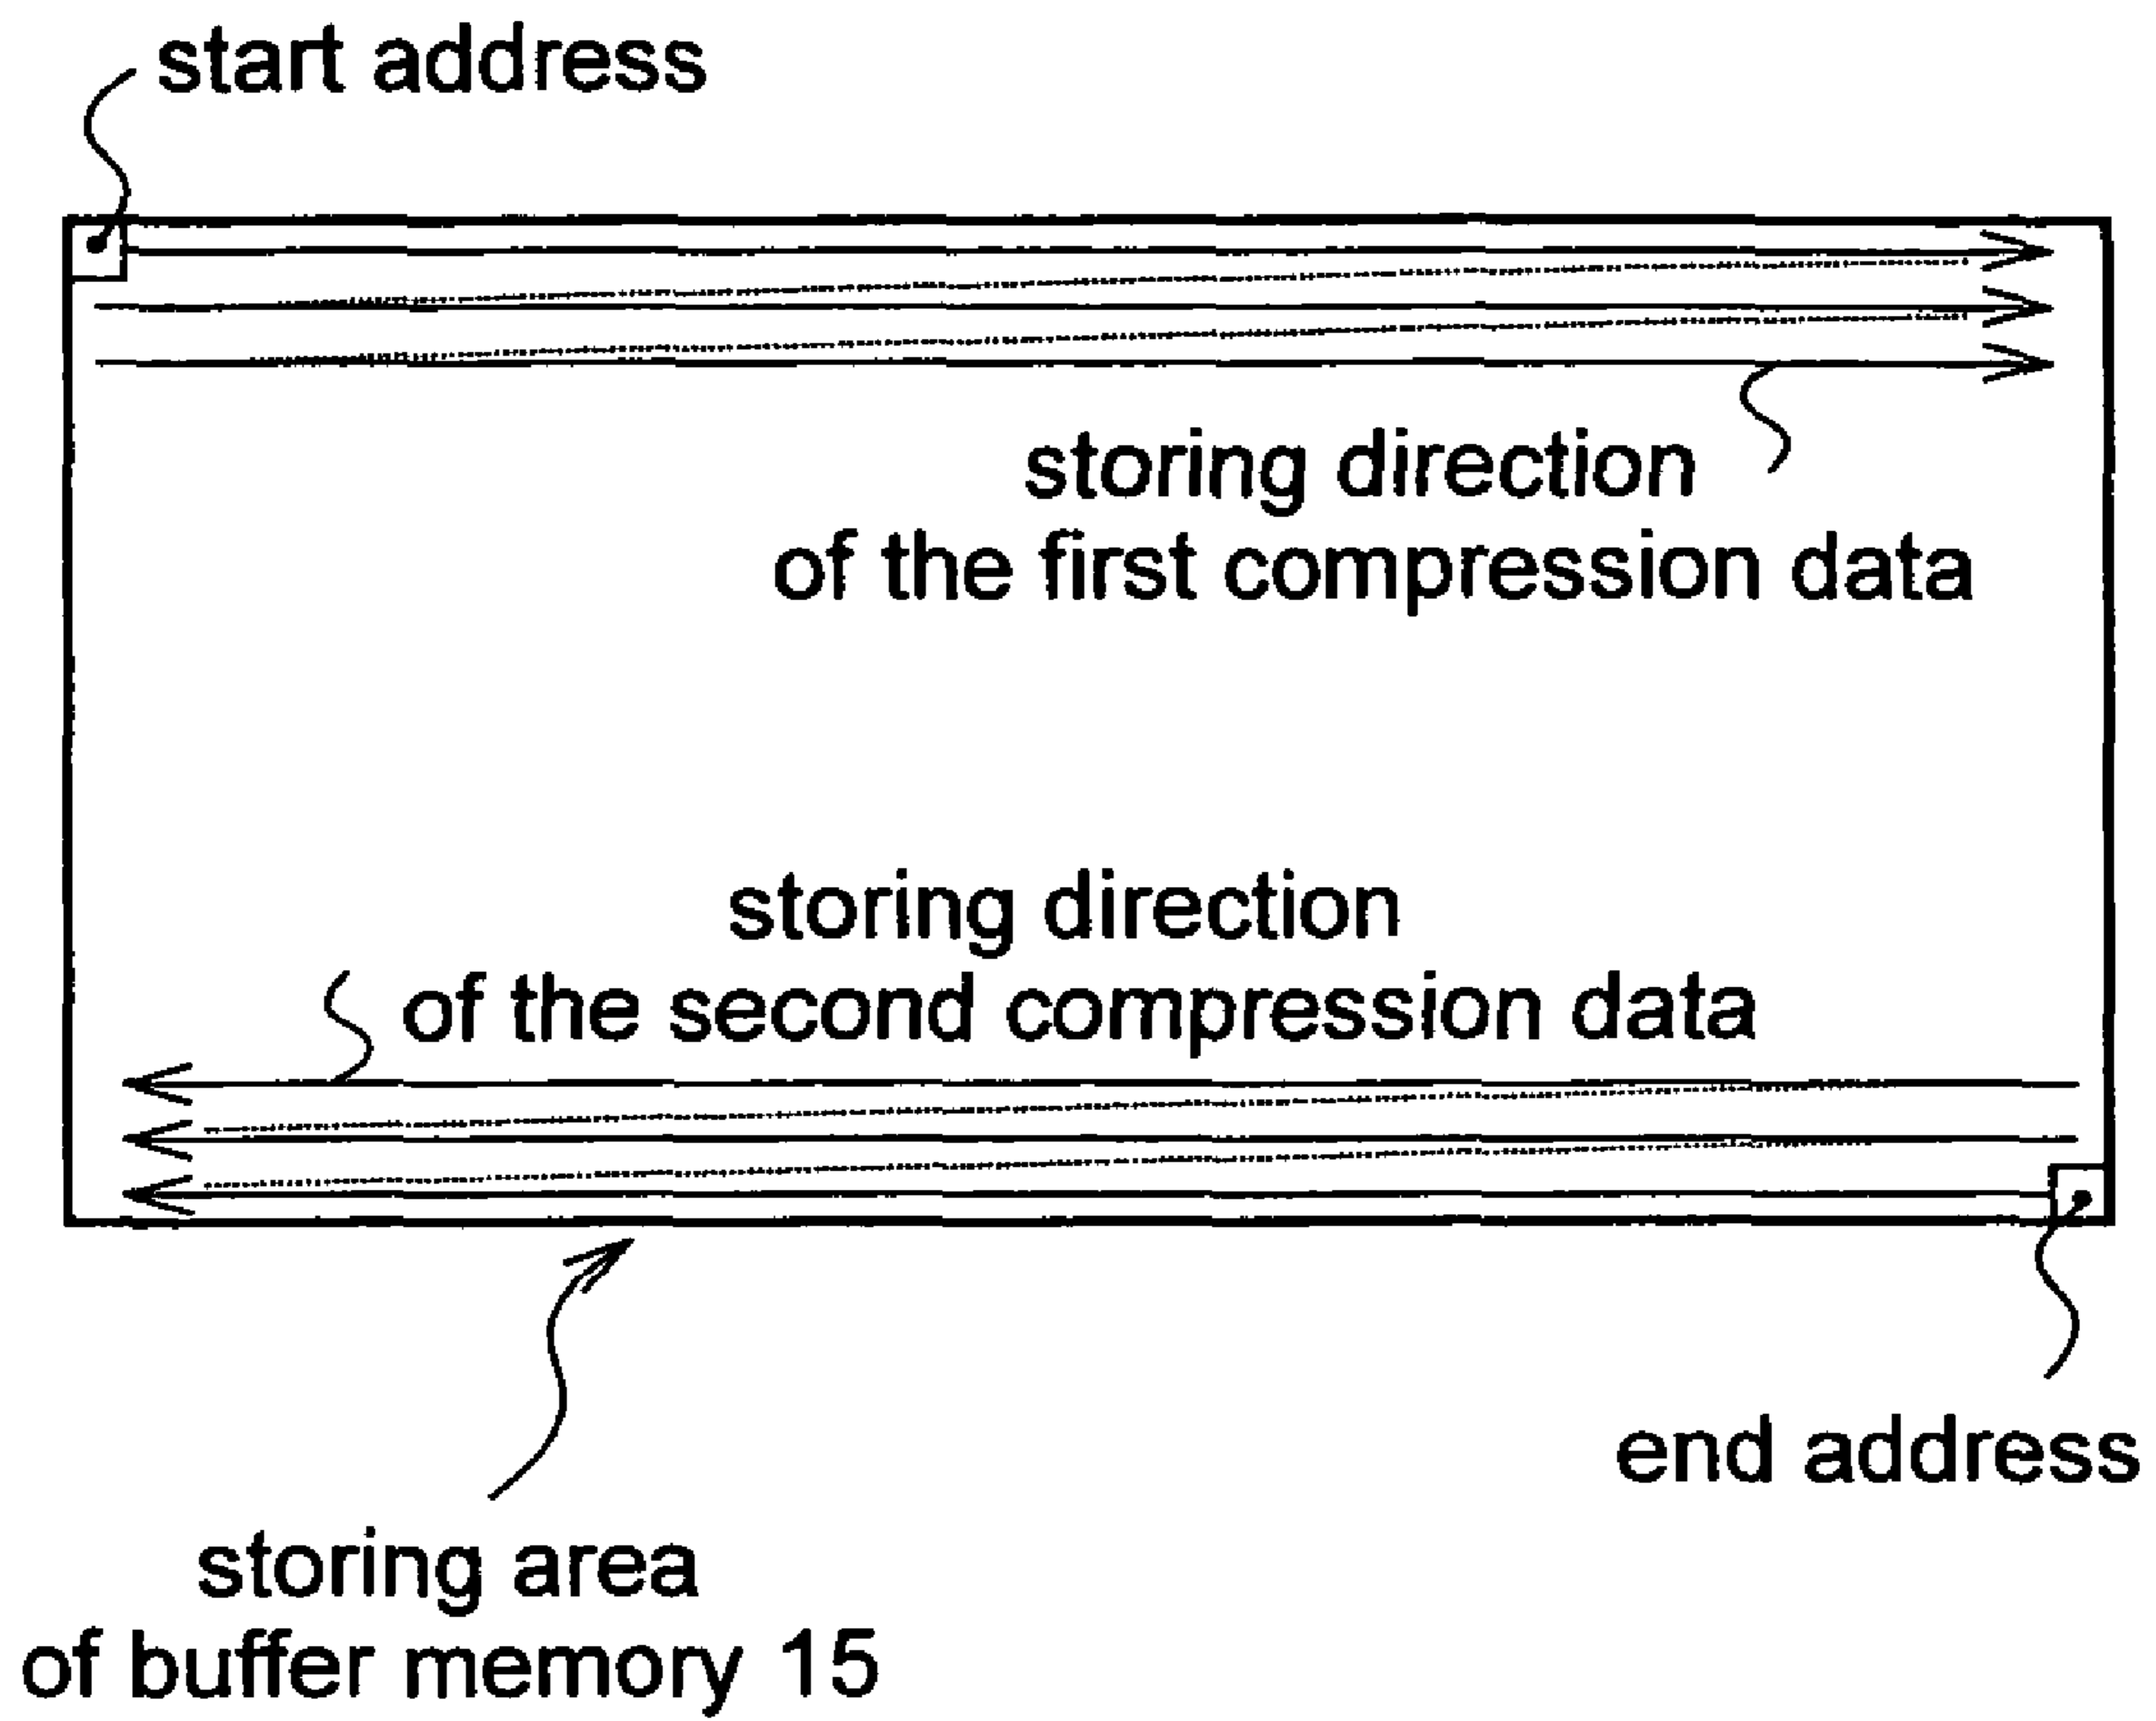 start address
storing direction
of the first compression data
storing direction
of the second compression data
end address
storing area
of buffer memory 15